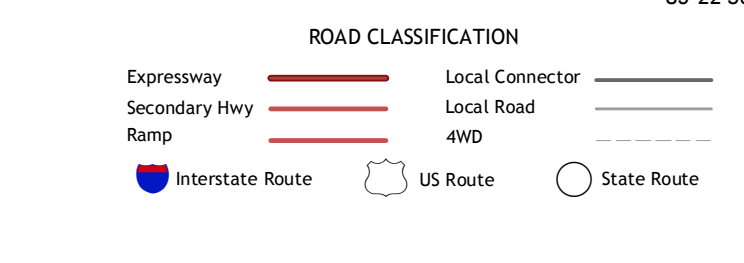 ROAD CLASSIFICATION
Expressway
Local Connector
Secondary Hwy
Local Road
Ramp
4WD
Interstate Route
US Route
State Route